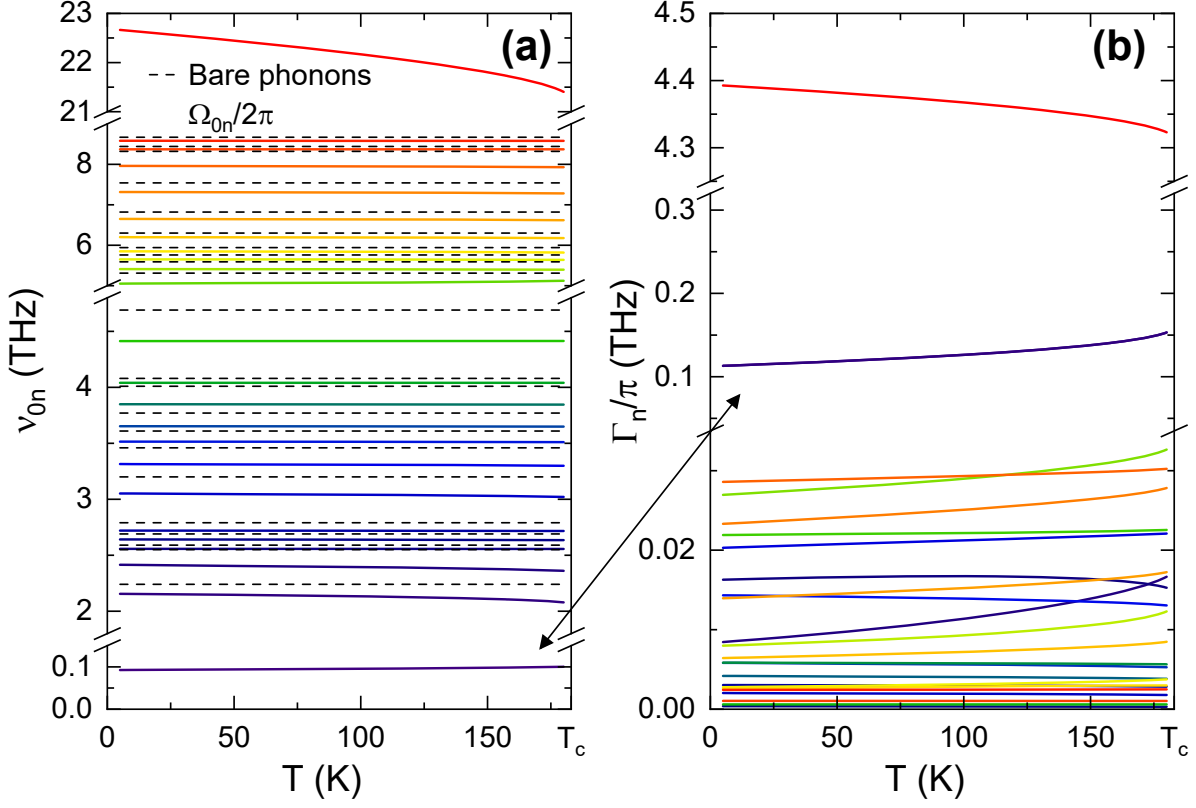 (a)
-- Bare phonons
Ω0n/2π
23
22
21
8
6
4
3
2
0.1
0.0
ν0n (THz)
0
50
100
150
Tc
T (K)
(b)
4.5
4.4
4.3
0.3
0.2
0.1
0.02
0.00
Γn/π (THz)
0
50
100
150
Tc
T (K)